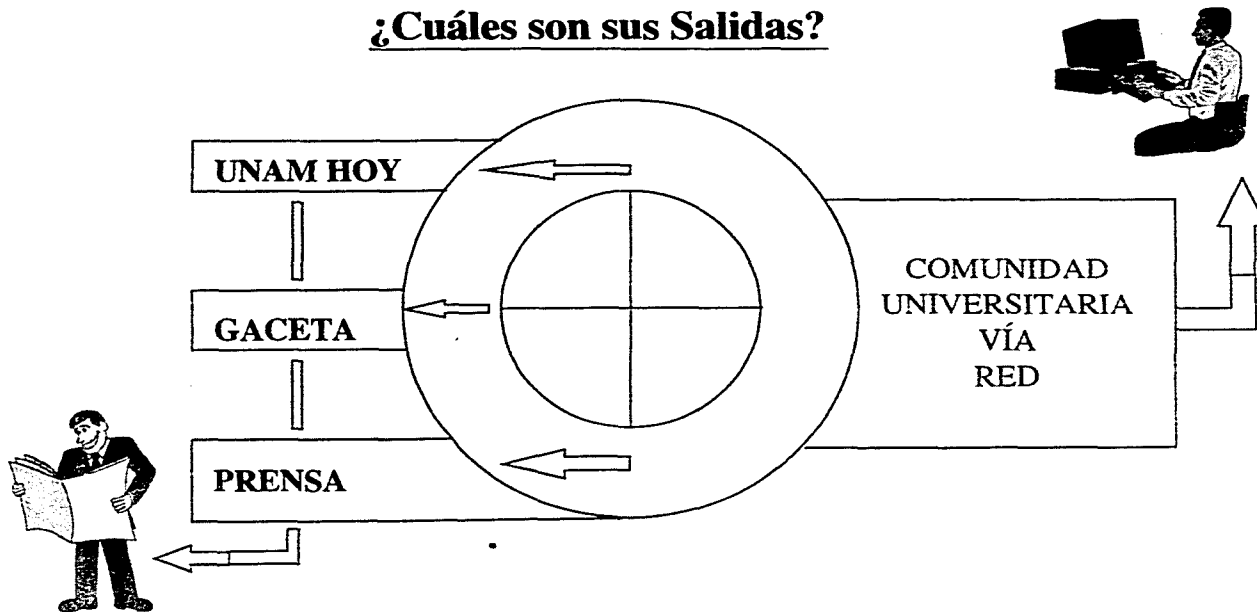 ¿Cuáles son sus Salidas?
UNAM HOY
GACETA
PRENSA
COMUNIDAD
UNIVERSITARIA
VÍA
RED